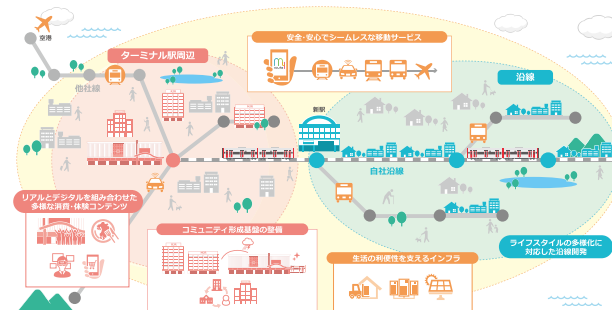 空港
ターミナル駅周辺
他社線
安全・安心でシームレスな移動サービス
沿線
新駅
自社沿線
リアルとデジタルを組み合わせた
多様な消費・体験コンテンツ
コミュニティ形成基盤の整備
生活の利便性を支えるインフラ
ライフスタイルの多様化に
対応した沿線開発